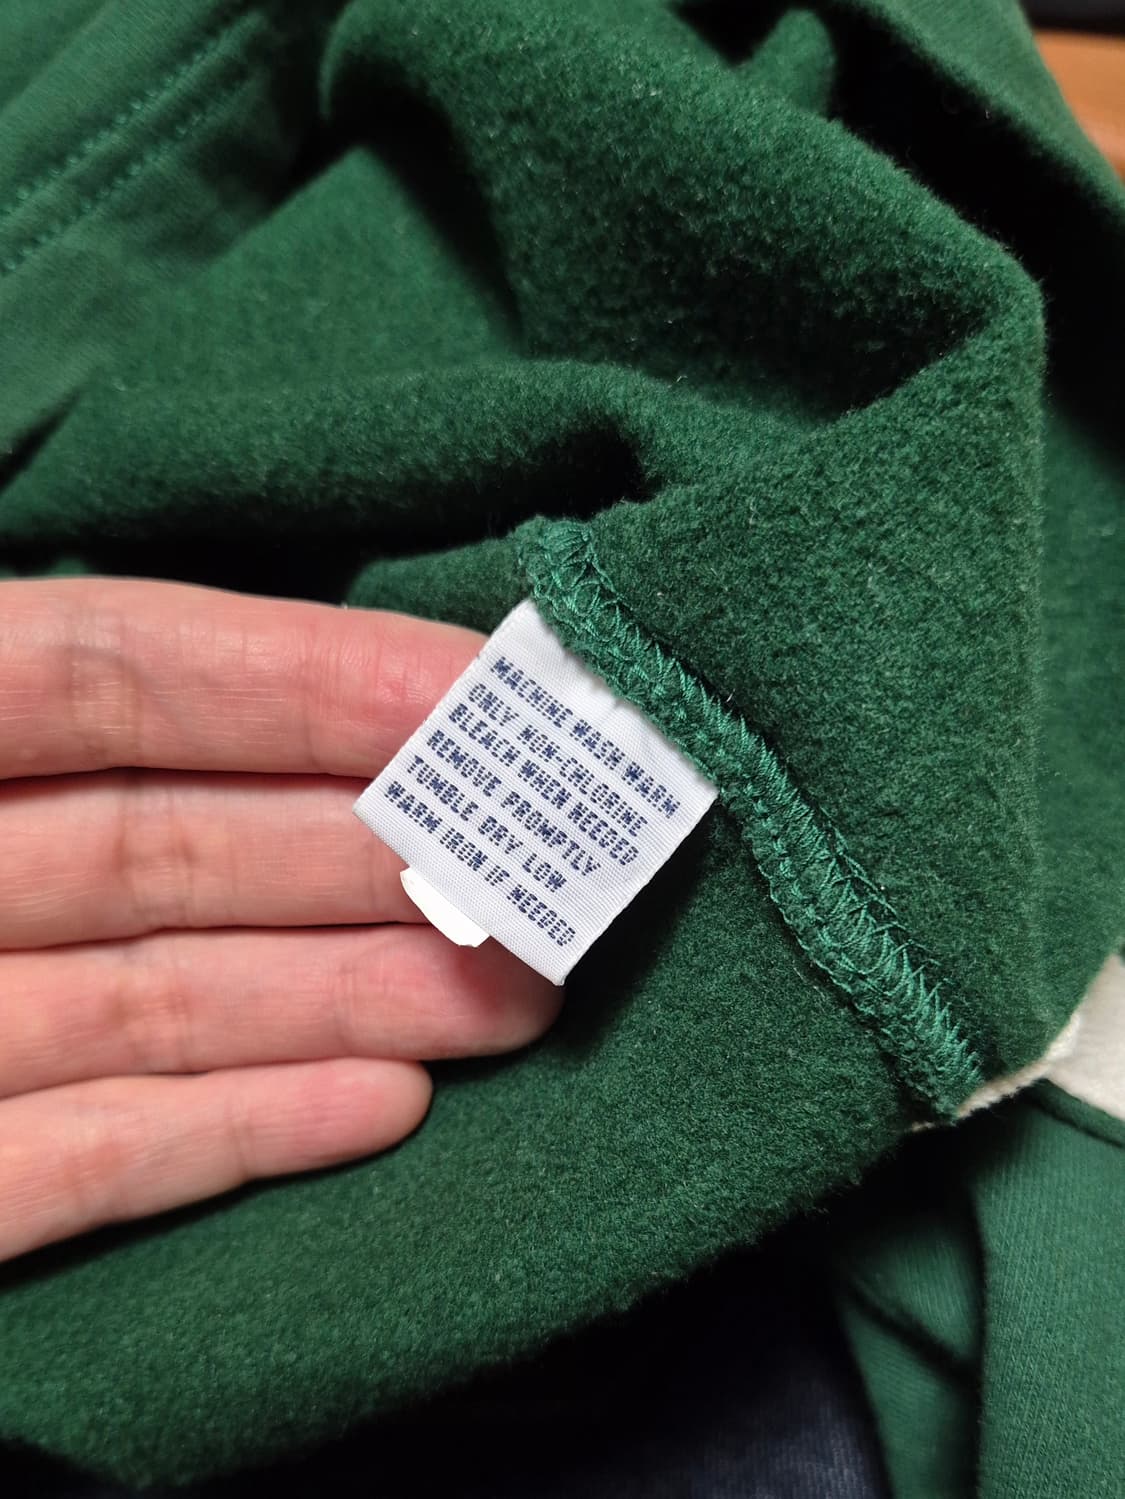 MACHINE WASH WARM
ONLY NON-CHLORINE
BLEACH WHEN NEEDED
REMOVE PROMPTLY
TUMBLE DRY LOW
WARM IRON IF NEEDED